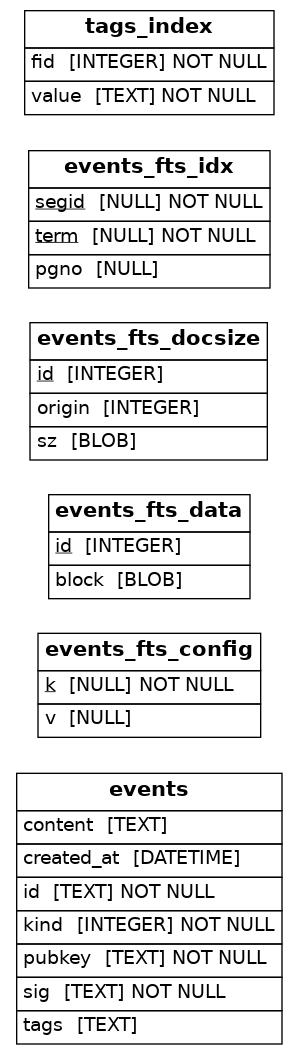 tags_index
fid [INTEGER] NOT NULL
value [TEXT] NOT NULL
events_fts_idx
segid [NULL] NOT NULL
term [NULL] NOT NULL
pgno [NULL]
events_fts_docsize
id [INTEGER]
origin [INTEGER]
sz [BLOB]
events_fts_data
id [INTEGER]
block [BLOB]
events_fts_config
k [NULL] NOT NULL
v [NULL]
events
content [TEXT]
created_at [DATETIME]
id [TEXT] NOT NULL
kind [INTEGER] NOT NULL
pubkey [TEXT] NOT NULL
sig [TEXT] NOT NULL
tags [TEXT]